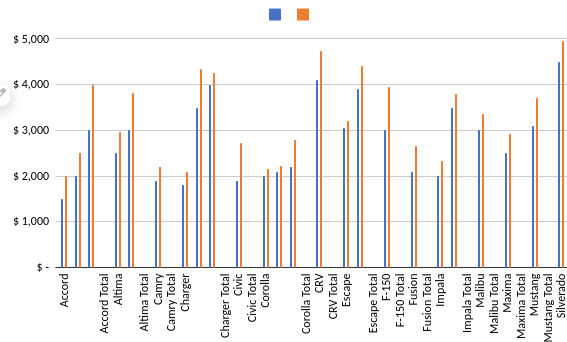 $ 5,000
$ 4,000
$ 3,000
$ 2,000
$ 1,000
$ -
Accord
Accord Total
Altima
Altima Total
Camry
Camry Total
Charger
Charger Total
Civic
Civic Total
Corolla
Corolla Total
CRV
CRV Total
Escape
Escape Total
F-150
F-150 Total
Fusion
Fusion Total
Impala
Impala Total
Malibu
Malibu Total
Maxima
Maxima Total
Mustang
Mustang Total
Silverado